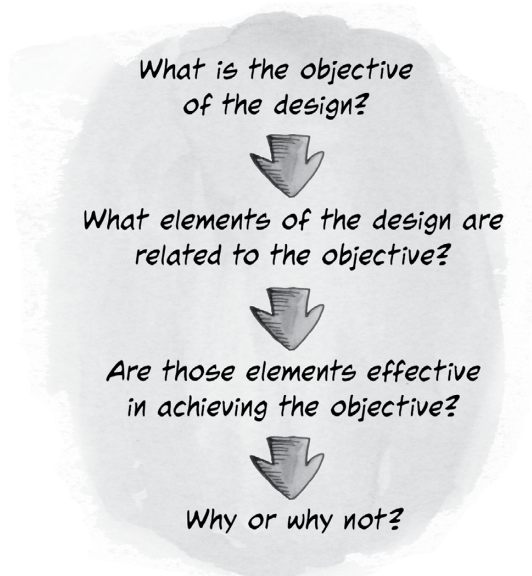 What is the objective
of the design?
What elements of the design are
related to the objective?
Are those elements effective
in achieving the objective?
Why or why not?